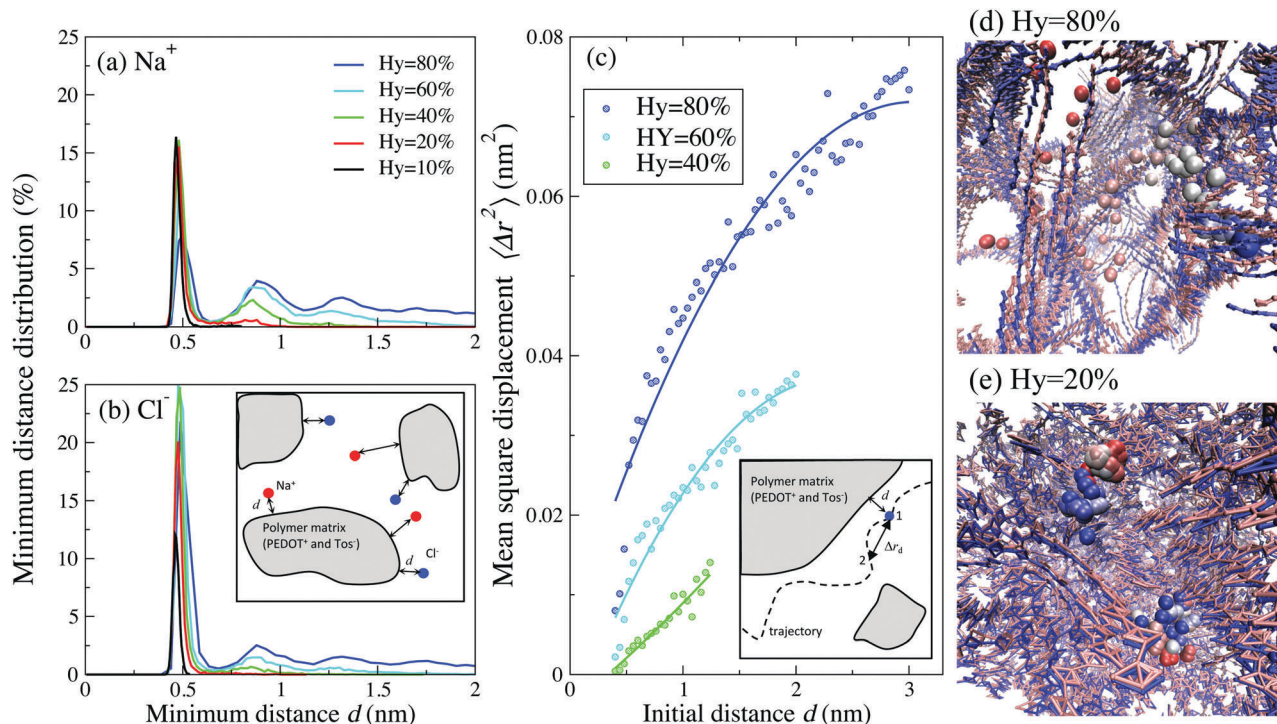 (a) Na+
Hy=80%
Hy=60%
Hy=40%
Hy=20%
Hy=10%
25
20
15
10
5
0
0 0.5 1 1.5 2
Minimum distance distribution (%)
(b) Cl-
25
20
15
10
5
0
0 0.5 1 1.5 2
Minimum distance d (nm)
Na+
d
Polymer matrix
(PEDOT+ and Tos-)
Cl-
d
(c)
Hy=80%
HY=60%
Hy=40%
0.08
0.06
0.04
0.02
0
0 1 2 3
Mean square displacement ⟨Δr²⟩ (nm²)
Initial distance d (nm)
Polymer matrix
(PEDOT+ and Tos-)
d
1
Δrd
2
trajectory
(d) Hy=80%
(e) Hy=20%